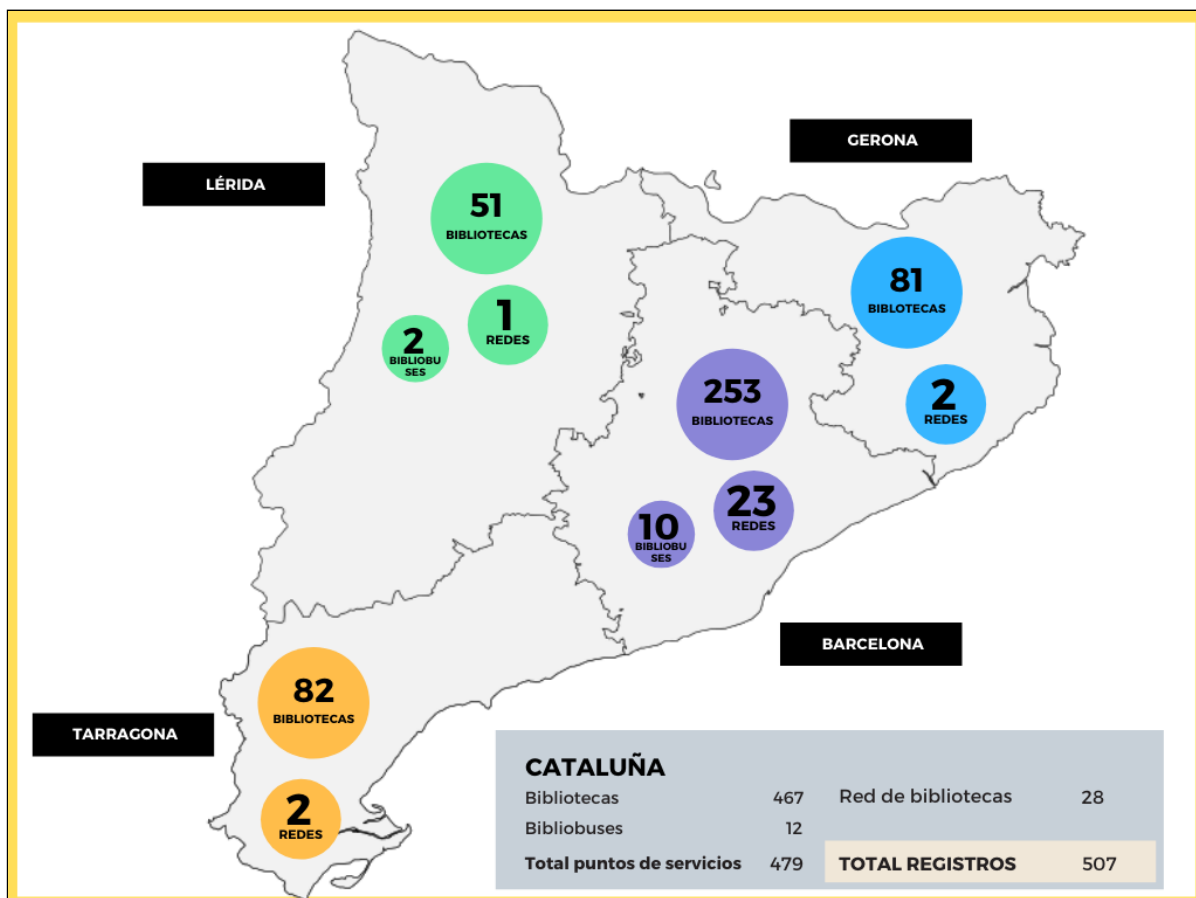 GERONA
LÉRIDA
51
BIBLIOTECAS
1
REDES
2
BIBLIOBU
SES
81
BIBLOTECAS
2
REDES
253
BIBLIOTECAS
23
REDES
10
BIBLIOBU
SES
BARCELONA
82
BIBLIOTECAS
TARRAGONA
2
REDES
CATALUÑA
Bibliotecas 467 Red de bibliotecas 28
Bibliobuses 12
Total puntos de servicios 479 TOTAL REGISTROS 507